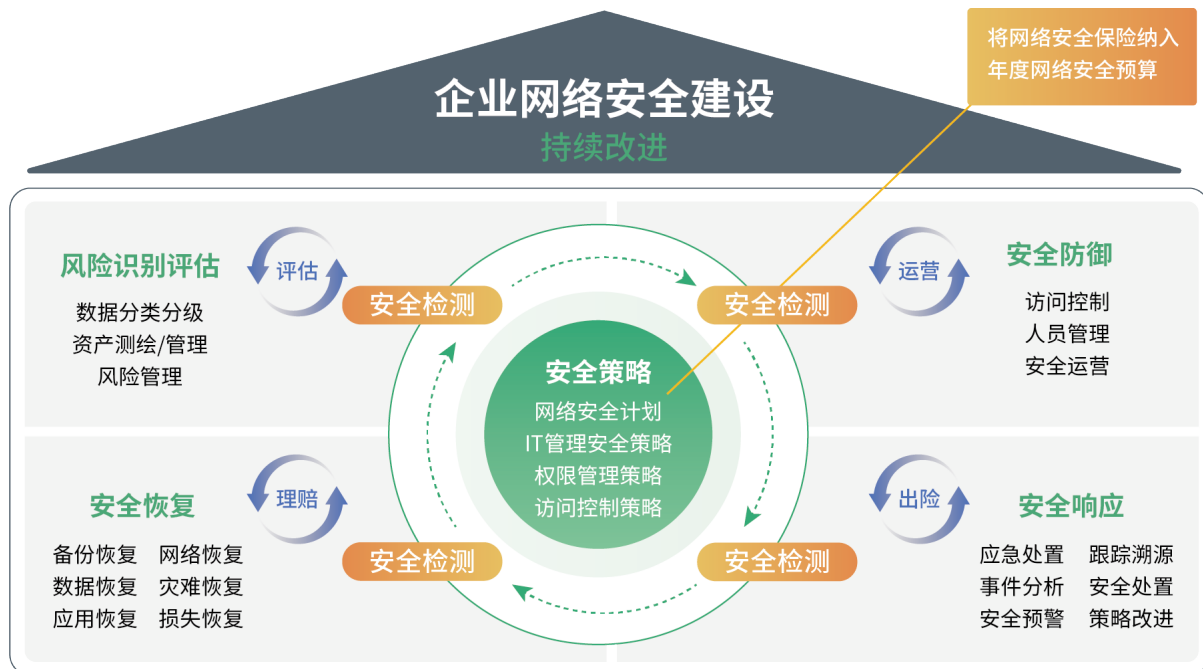 将网络安全保险纳入
年度网络安全预算
企业网络安全建设
持续改进
风险识别评估
数据分类分级
资产测绘/管理
风险管理
评估
安全检测
安全检测
运营
安全防御
访问控制
人员管理
安全运营
安全策略
网络安全计划
IT管理安全策略
权限管理策略
访问控制策略
安全恢复
备份恢复 网络恢复
数据恢复 灾难恢复
应用恢复 损失恢复
理赔
安全检测
安全检测
出险
安全响应
应急处置 跟踪溯源
事件分析 安全处置
安全预警 策略改进